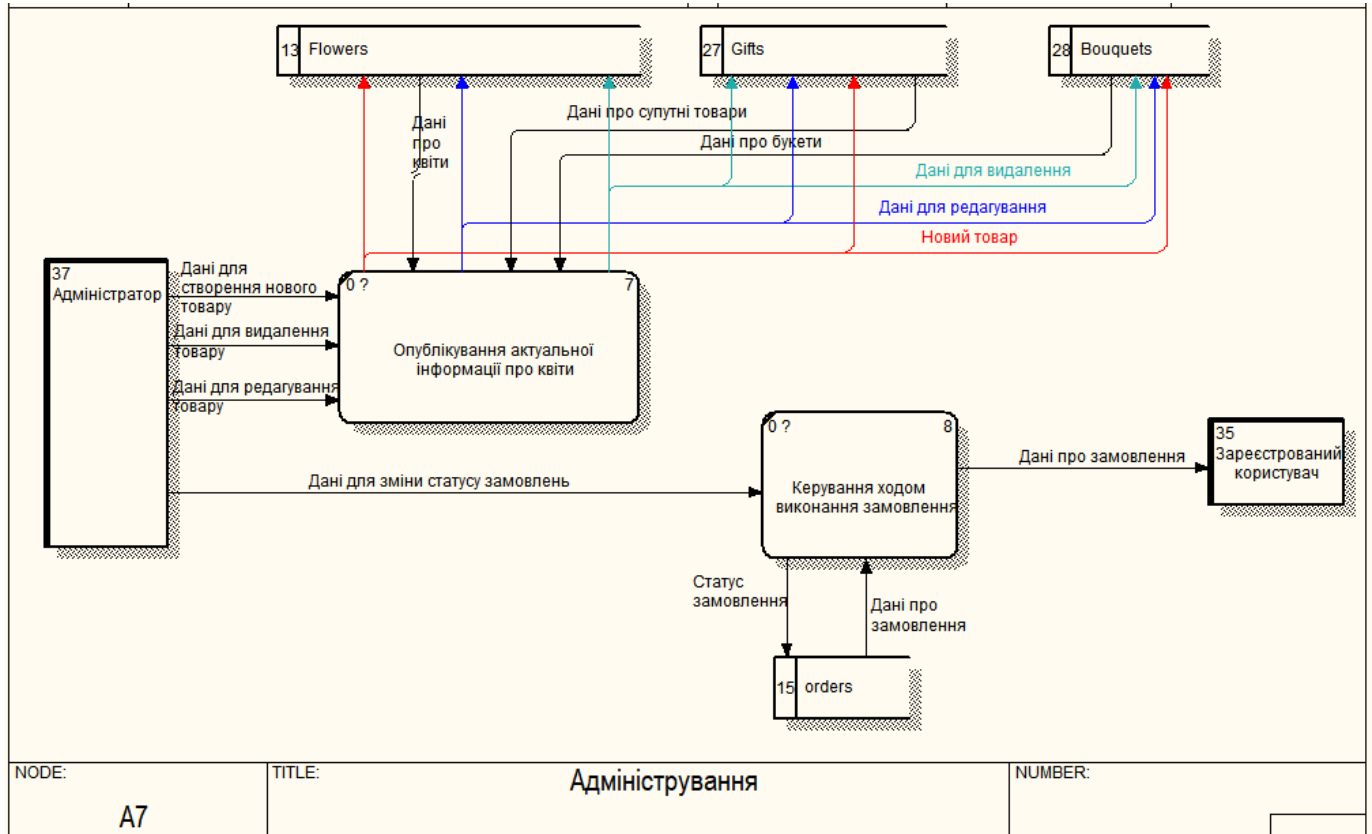 13 Flowers
27 Gifts
28 Bouquets
Дані про супутні товари
Дані
про
квіти
Дані про букети
Дані для видалення
Дані для редагування
Новий товар
37
Адміністратор
Дані для
створення нового
товару
Дані для видалення
товару
Дані для редагування
товару
0 ? 7
Опублікування актуальної
інформації про квіти
Дані для зміни статусу замовлень
0 ? 8
Керування ходом
виконання замовлення
Дані про замовлення
35
Зареєстрований
користувач
Статус
замовлення
Дані про
замовлення
15 orders
NODE:
A7
TITLE:
Адміністрування
NUMBER: